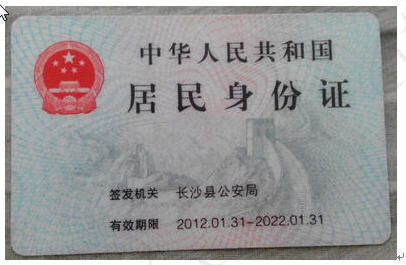 中华人民共和国
居民身份证
签发机关 长沙县公安局
有效期限 2012.01.31-2022.01.31